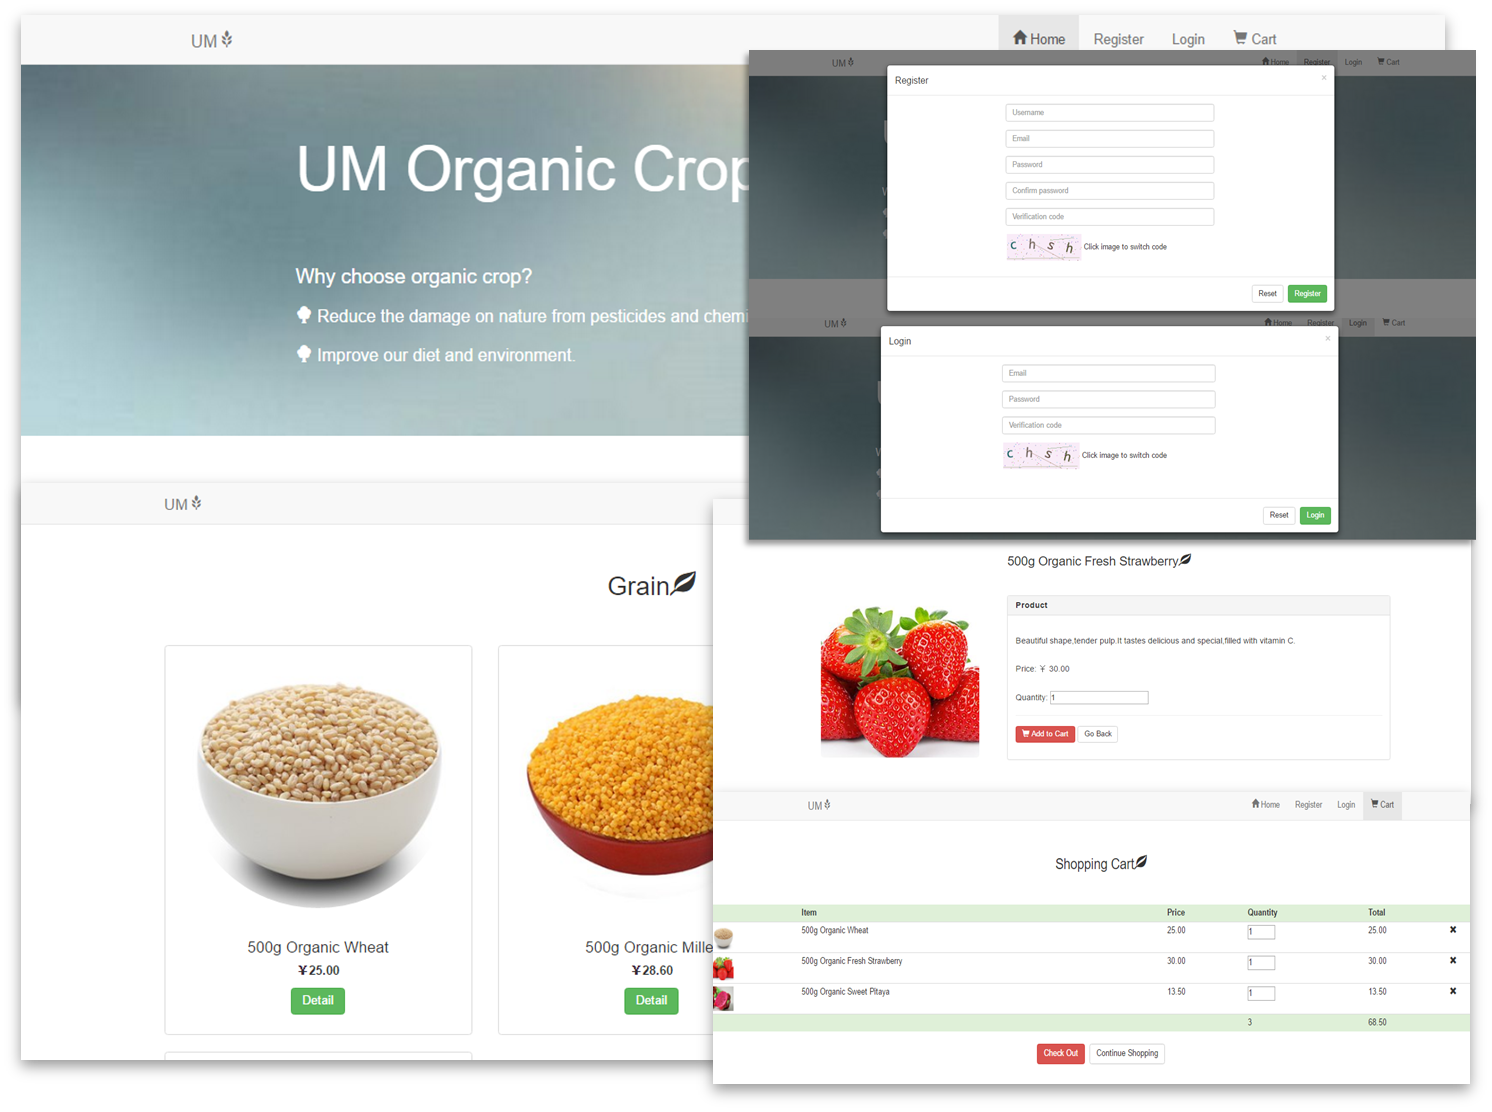 UM
Home Register Login Cart
UM Organic Crop
Why choose organic crop?
Reduce the damage on nature from pesticides and chemi
Improve our diet and environment.
UM
Home Register Login Cart
Register ×
Username
Email
Password
Confirm password
Verification code
c h s h Click image to switch code
Reset Register
UM
Home Register Login Cart
Login ×
Email
Password
Verification code
c h s h Click image to switch code
Reset Login
UM
Grain
500g Organic Wheat
¥25.00
Detail
500g Organic Mille
¥28.60
Detail
500g Organic Fresh Strawberry
Product
Beautiful shape,tender pulp.It tastes delicious and special,filled with vitamin C.
Price: ¥ 30.00
Quantity: 1
Add to Cart Go Back
UM
Home Register Login Cart
Shopping Cart
Item Price Quantity Total
500g Organic Wheat 25.00 1 25.00 ✖
500g Organic Fresh Strawberry 30.00 1 30.00 ✖
500g Organic Sweet Pitaya 13.50 1 13.50 ✖
3 68.50
Check Out Continue Shopping